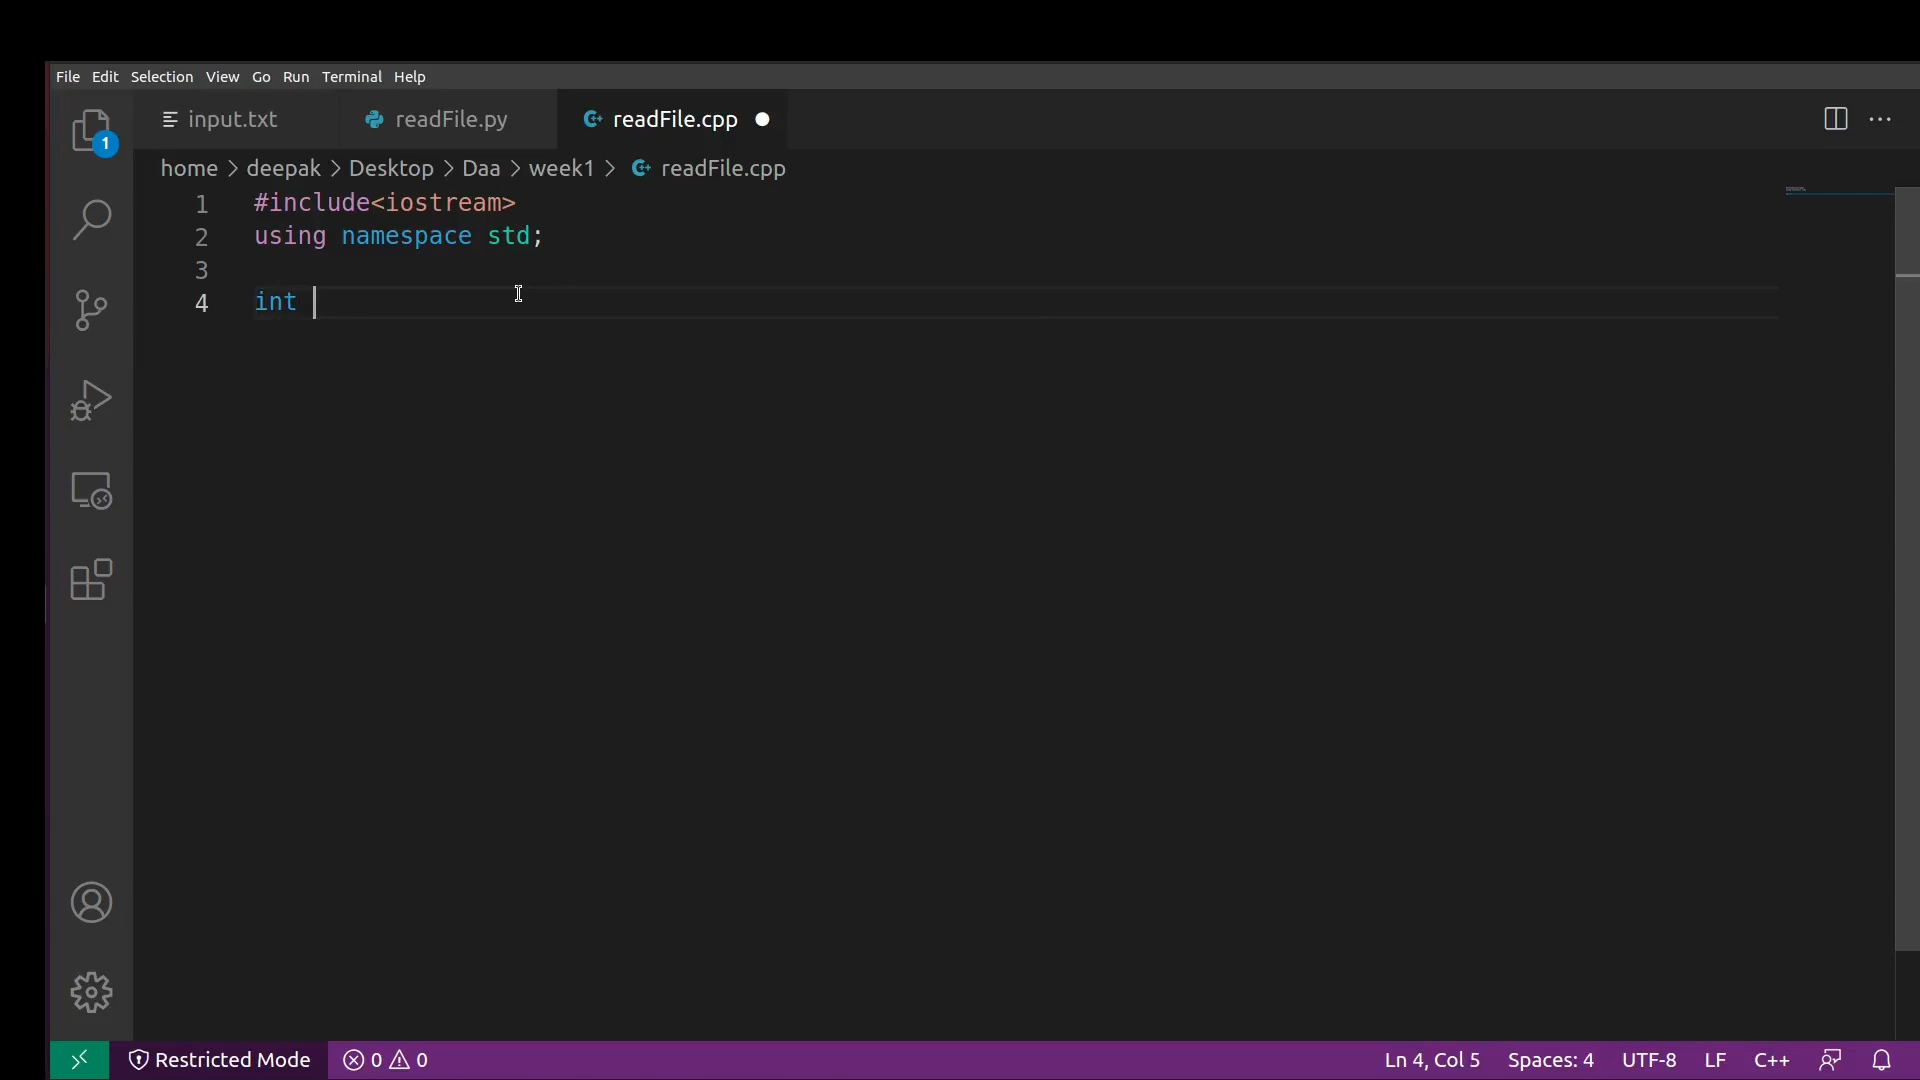 File Edit Selection View Go Run Terminal Help
1
input.txt
readFile.py
readFile.cpp
home > deepak > Desktop > Daa > week1 > readFile.cpp
1 #include<iostream>
2 using namespace std;
3
4 int
Restricted Mode 0 0 Ln 4, Col 5 Spaces: 4 UTF-8 LF C++